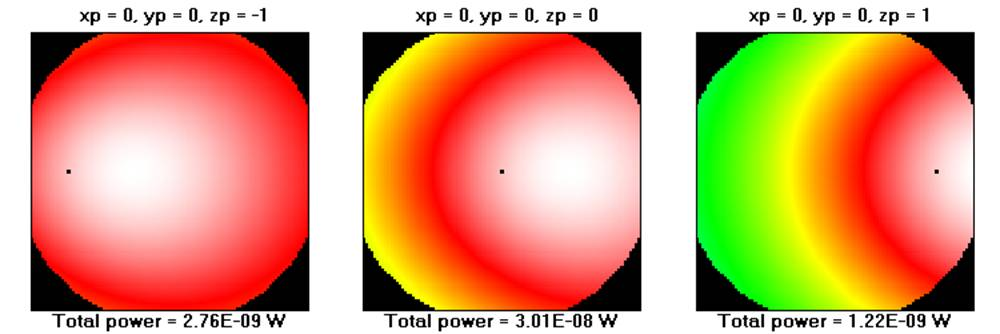 xp = 0, yp = 0, zp = -1
xp = 0, yp = 0, zp = 0
xp = 0, yp = 0, zp = 1
Total power = 2.76E-09 W
Total power = 3.01E-08 W
Total power = 1.22E-09 W